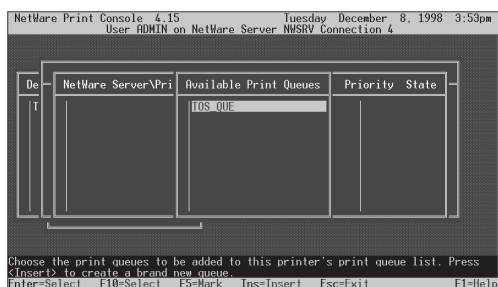 NetWare Print Console 4.15 Tuesday December 8, 1998 3:53pm
User ADMIN on NetWare Server NWSRV Connection 4
De NetWare Server\Pri Available Print Queues Priority State
T TOS_QUE
Choose the print queues to be added to this printer's print queue list. Press
<Insert> to create a brand new queue.
Enter=Select F10=Select F5=Mark Ins=Insert Esc=Exit F1=Help